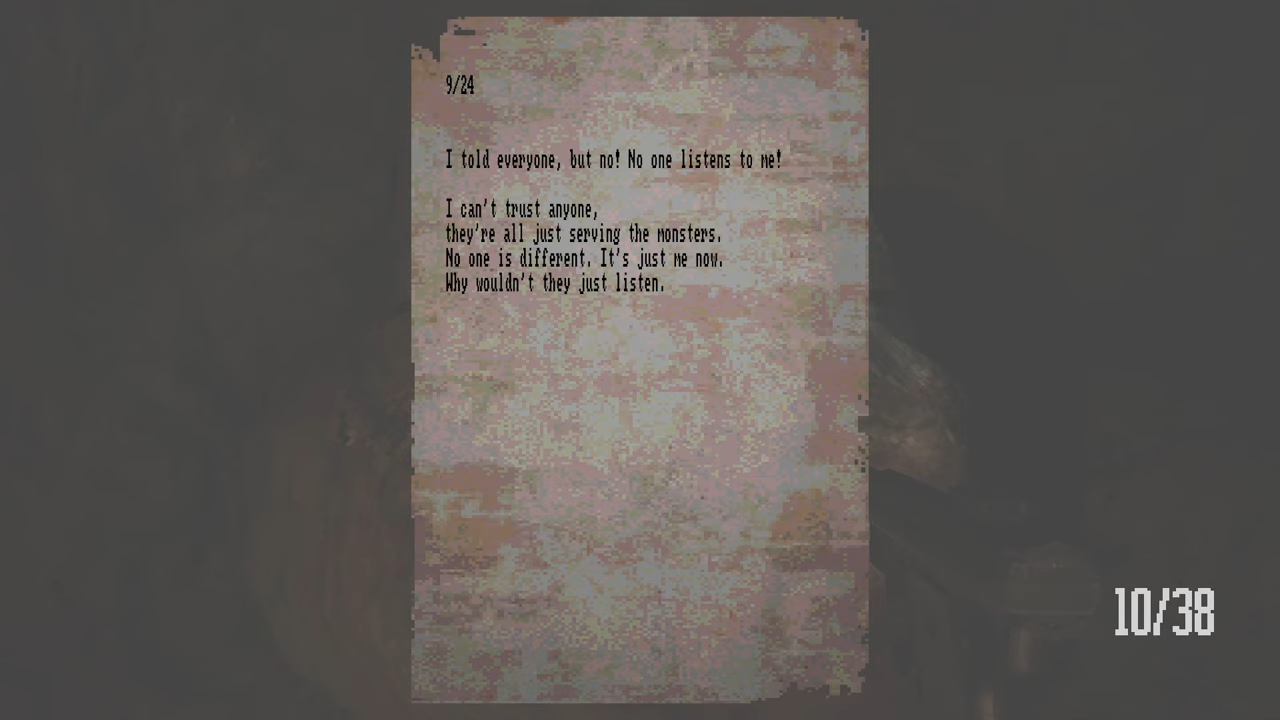 9/24
I told everyone, but no! No one listens to me!
I can't trust anyone,
they're all just serving the monsters.
No one is different. It's just me now.
Why wouldn't they just listen.
10/38